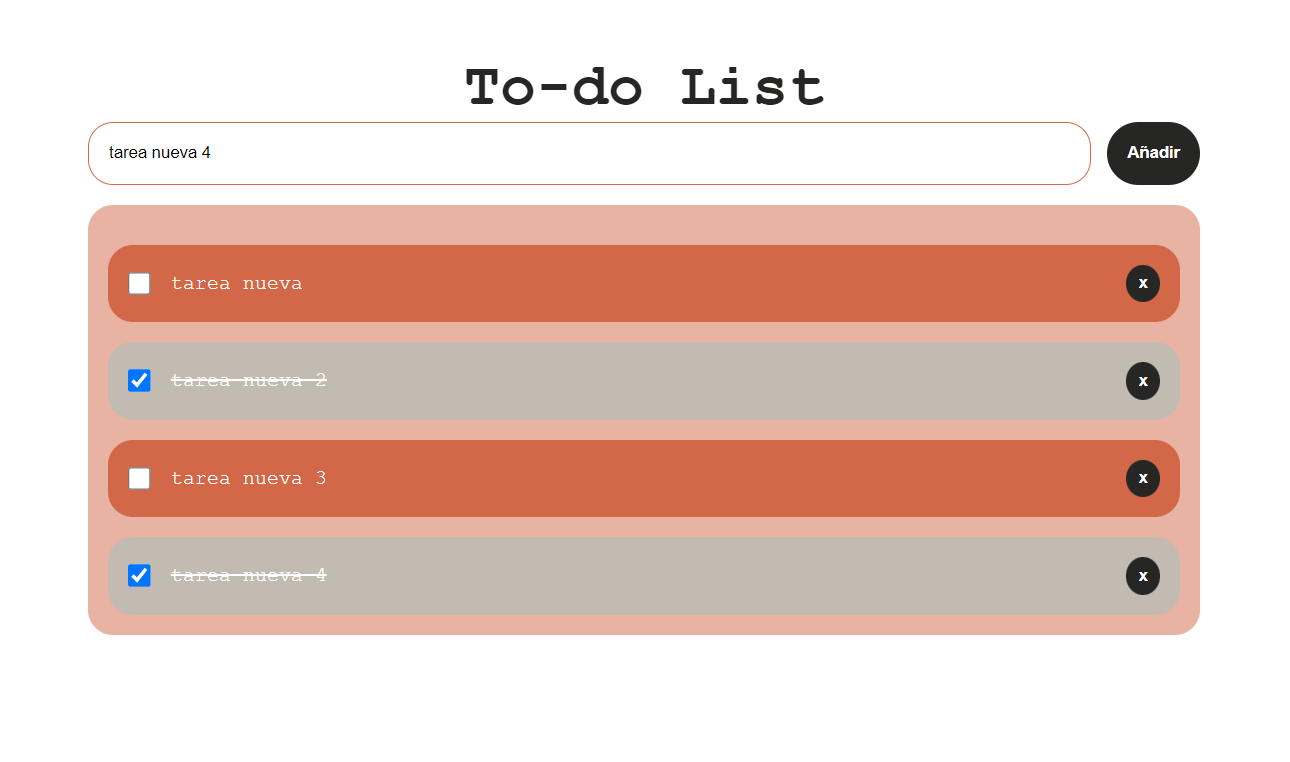 To-do List
tarea nueva 4
Añadir
tarea nueva
x
tarea nueva 2
x
tarea nueva 3
x
tarea nueva 4
x